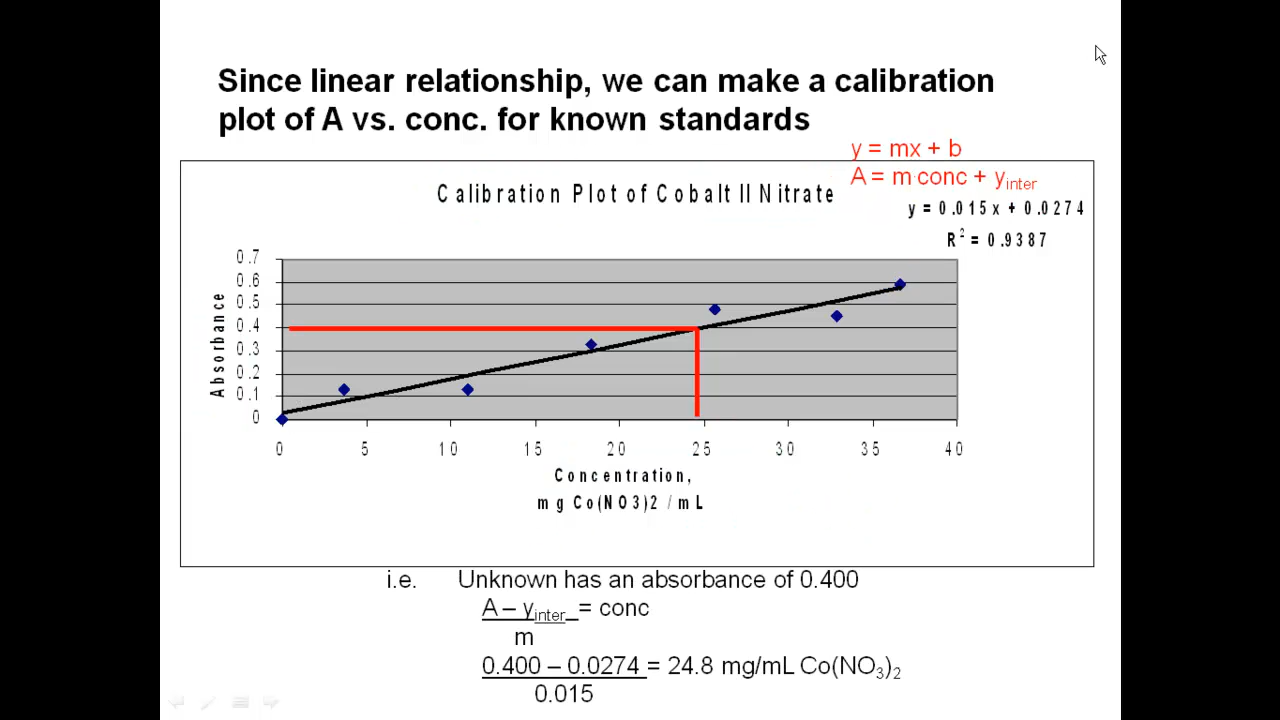 Since linear relationship, we can make a calibration
plot of A vs. conc. for known standards
y = mx + b
A = m·conc + yinter
Calibration Plot of Cobalt II Nitrate
y = 0.015x + 0.0274
R² = 0.9387
0.7
0.6
0.5
0.4
0.3
0.2
0.1
0
Absorbance
0 5 10 15 20 25 30 35 40
Concentration,
mg Co(NO3)2 / mL
i.e. Unknown has an absorbance of 0.400
A – yinter = conc
m
0.400 – 0.0274 = 24.8 mg/mL Co(NO₃)₂
0.015